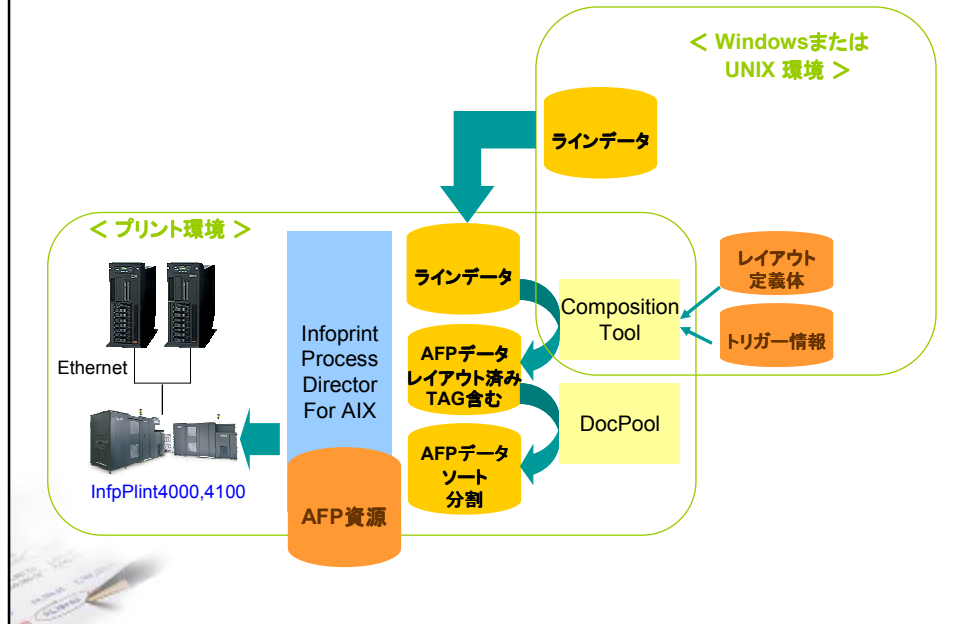 ＜ Windowsまたは
UNIX 環境 ＞
ラインデータ
＜ プリント環境 ＞
ラインデータ
レイアウト
定義体
Composition
Tool
トリガー情報
Infoprint
Process
Director
For AIX
Ethernet
AFPデータ
レイアウト済み
TAG含む
DocPool
AFPデータ
ソート
分割
InfpPlint4000,4100
AFP資源